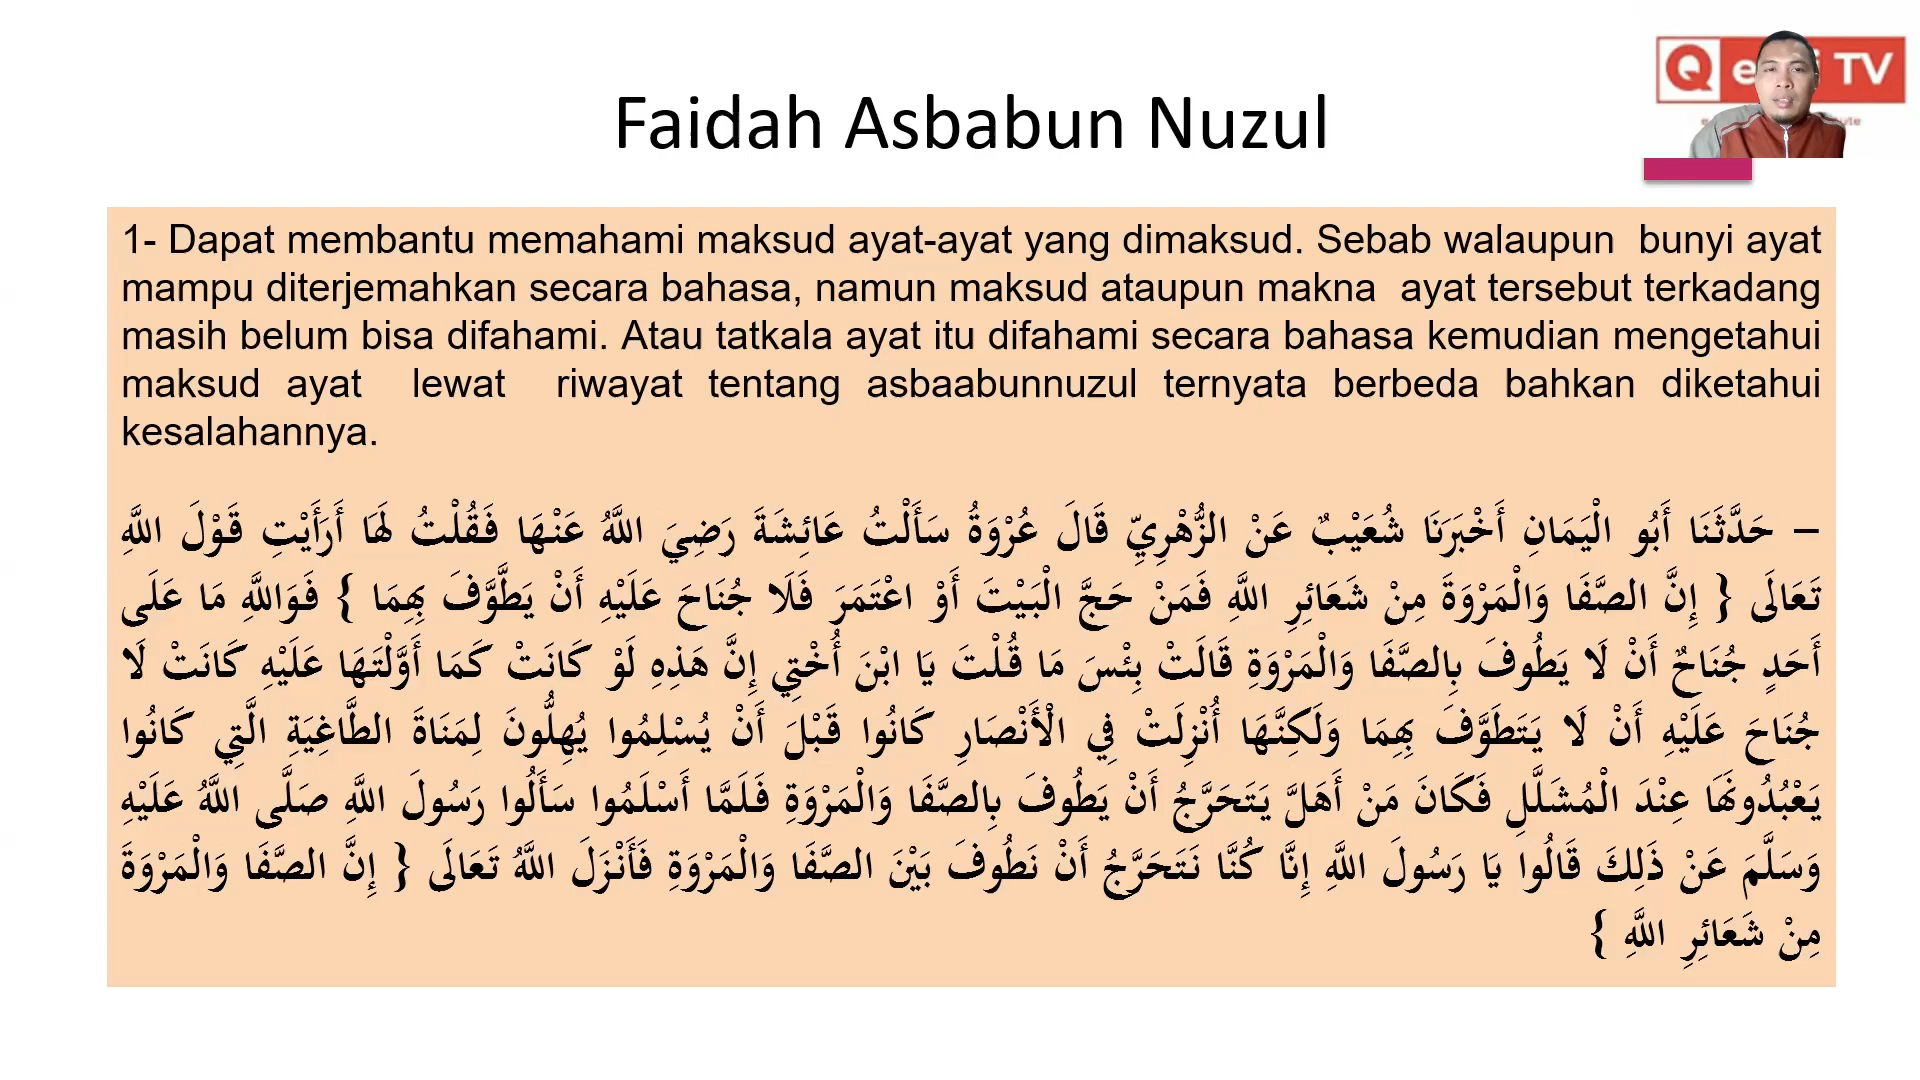 Q e i TV
Faidah Asbabun Nuzul
1- Dapat membantu memahami maksud ayat-ayat yang dimaksud. Sebab walaupun bunyi ayat
mampu diterjemahkan secara bahasa, namun maksud ataupun makna ayat tersebut terkadang
masih belum bisa difahami. Atau tatkala ayat itu difahami secara bahasa kemudian mengetahui
maksud ayat lewat riwayat tentang asbaabunnuzul ternyata berbeda bahkan diketahui
kesalahannya.
– حَدَّثَنَا أَبُو الْيَمَانِ أَخْبَرَنَا شُعَيْبٌ عَنْ الزُّهْرِيِّ قَالَ عُرْوَةُ سَأَلْتُ عَائِشَةَ رَضِيَ اللَّهُ عَنْهَا فَقُلْتُ لَهَا أَرَأَيْتِ قَوْلَ اللَّهِ
تَعَالَى { إِنَّ الصَّفَا وَالْمَرْوَةَ مِنْ شَعَائِرِ اللَّهِ فَمَنْ حَجَّ الْبَيْتَ أَوْ اعْتَمَرَ فَلَا جُنَاحَ عَلَيْهِ أَنْ يَطَّوَّفَ بِهِمَا } فَوَاللَّهِ مَا عَلَى
أَحَدٍ جُنَاحٌ أَنْ لَا يَطُوفَ بِالصَّفَا وَالْمَرْوَةِ قَالَتْ بِئْسَ مَا قُلْتَ يَا ابْنَ أُخْتِي إِنَّ هَذِهِ لَوْ كَانَتْ كَمَا أَوَّلْتَهَا عَلَيْهِ كَانَتْ لَا
جُنَاحَ عَلَيْهِ أَنْ لَا يَتَطَوَّفَ بِهِمَا وَلَكِنَّهَا أُنْزِلَتْ فِي الْأَنْصَارِ كَانُوا قَبْلَ أَنْ يُسْلِمُوا يُهِلُّونَ لِمَنَاةَ الطَّاغِيَةِ الَّتِي كَانُوا
يَعْبُدُونَهَا عِنْدَ الْمُشَلَّلِ فَكَانَ مَنْ أَهَلَّ يَتَحَرَّجُ أَنْ يَطُوفَ بِالصَّفَا وَالْمَرْوَةِ فَلَمَّا أَسْلَمُوا سَأَلُوا رَسُولَ اللَّهِ صَلَّى اللَّهُ عَلَيْهِ
وَسَلَّمَ عَنْ ذَلِكَ قَالُوا يَا رَسُولَ اللَّهِ إِنَّا كُنَّا نَتَحَرَّجُ أَنْ نَطُوفَ بَيْنَ الصَّفَا وَالْمَرْوَةِ فَأَنْزَلَ اللَّهُ تَعَالَى { إِنَّ الصَّفَا وَالْمَرْوَةَ
مِنْ شَعَائِرِ اللَّهِ }